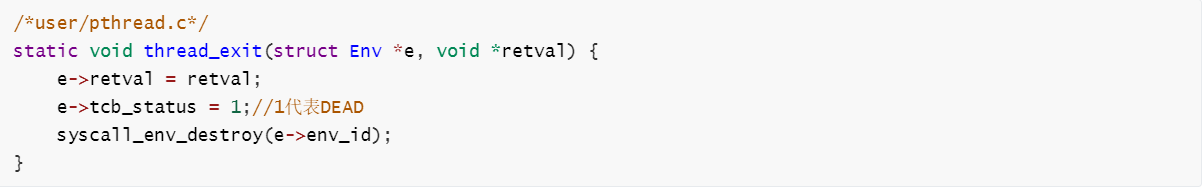 /*user/pthread.c*/
static void thread_exit(struct Env *e, void *retval) {
    e->retval = retval;
    e->tcb_status = 1;//1代表DEAD
    syscall_env_destroy(e->env_id);
}